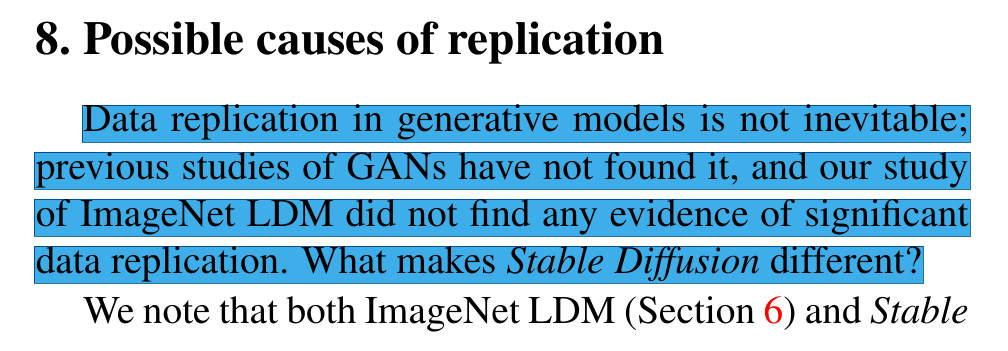 8. Possible causes of replication
Data replication in generative models is not inevitable;
previous studies of GANs have not found it, and our study
of ImageNet LDM did not find any evidence of significant
data replication. What makes Stable Diffusion different?
We note that both ImageNet LDM (Section 6) and Stable